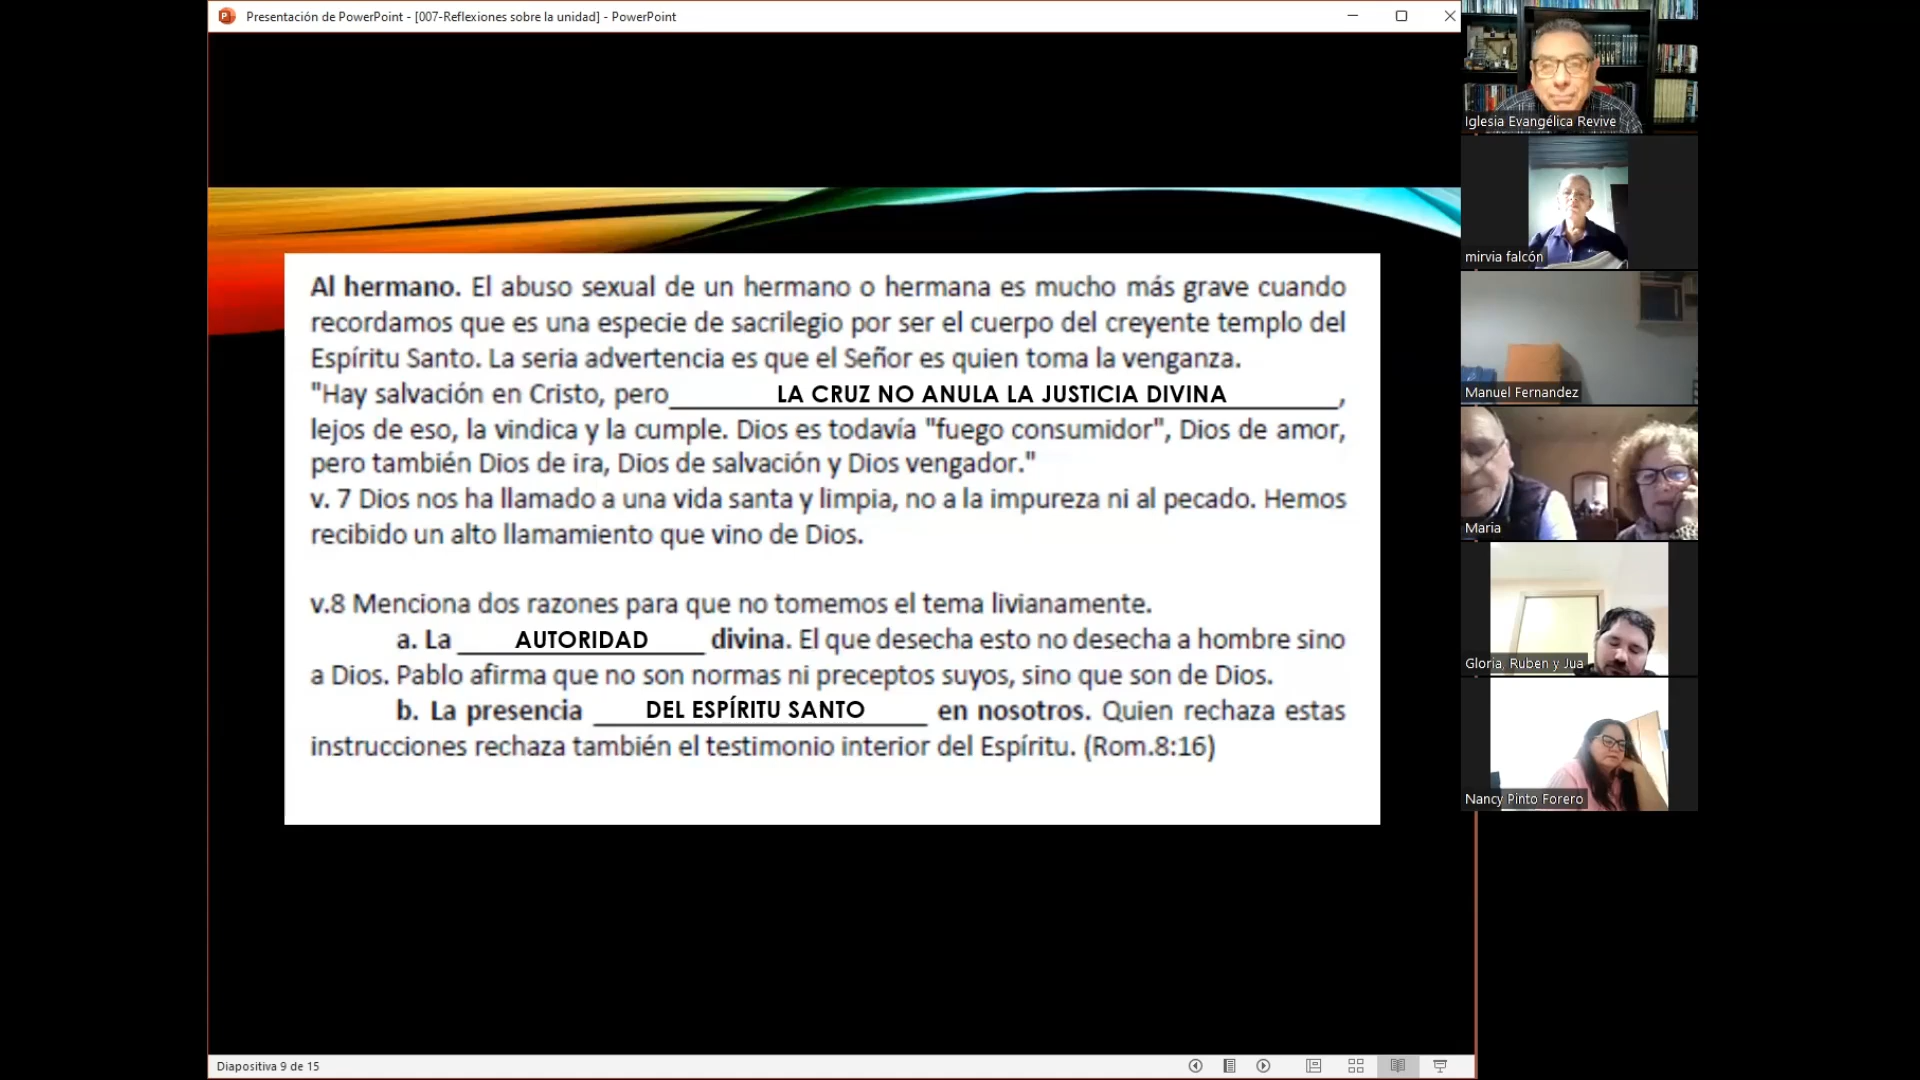 Presentación de PowerPoint - [007-Reflexiones sobre la unidad] - PowerPoint
Al hermano. El abuso sexual de un hermano o hermana es mucho más grave cuando
recordamos que es una especie de sacrilegio por ser el cuerpo del creyente templo del
Espíritu Santo. La seria advertencia es que el Señor es quien toma la venganza.
"Hay salvación en Cristo, pero LA CRUZ NO ANULA LA JUSTICIA DIVINA,
lejos de eso, la vindica y la cumple. Dios es todavía "fuego consumidor", Dios de amor,
pero también Dios de ira, Dios de salvación y Dios vengador."
v. 7 Dios nos ha llamado a una vida santa y limpia, no a la impureza ni al pecado. Hemos
recibido un alto llamamiento que vino de Dios.
v.8 Menciona dos razones para que no tomemos el tema livianamente.
a. La AUTORIDAD divina. El que desecha esto no desecha a hombre sino
a Dios. Pablo afirma que no son normas ni preceptos suyos, sino que son de Dios.
b. La presencia DEL ESPÍRITU SANTO en nosotros. Quien rechaza estas
instrucciones rechaza también el testimonio interior del Espíritu. (Rom.8:16)
Diapositiva 9 de 15
Iglesia Evangélica Revive
mirvia falcón
Manuel Fernandez
Maria
Gloria, Ruben y Jua
Nancy Pinto Forero